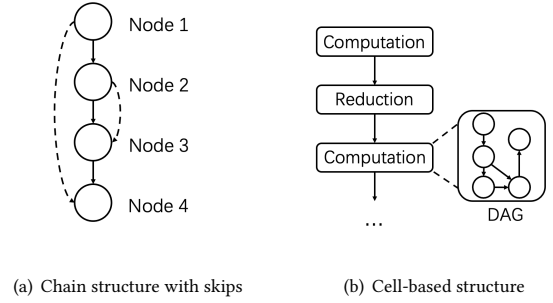 Node 1
Node 2
Node 3
Node 4
(a) Chain structure with skips
Computation
Reduction
Computation
DAG
...
(b) Cell-based structure